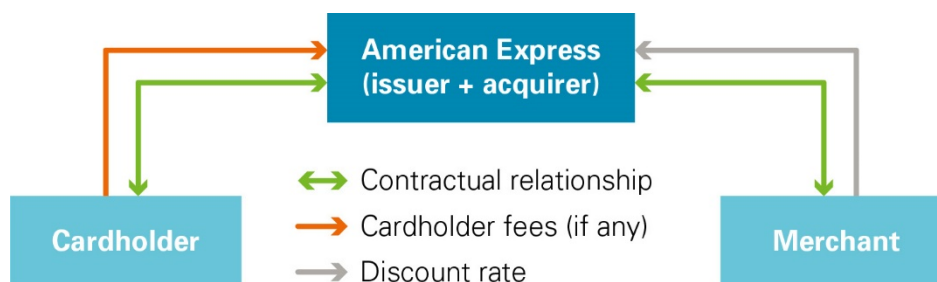 American Express
(issuer + acquirer)
Contractual relationship
Cardholder fees (if any)
Discount rate
Cardholder
Merchant